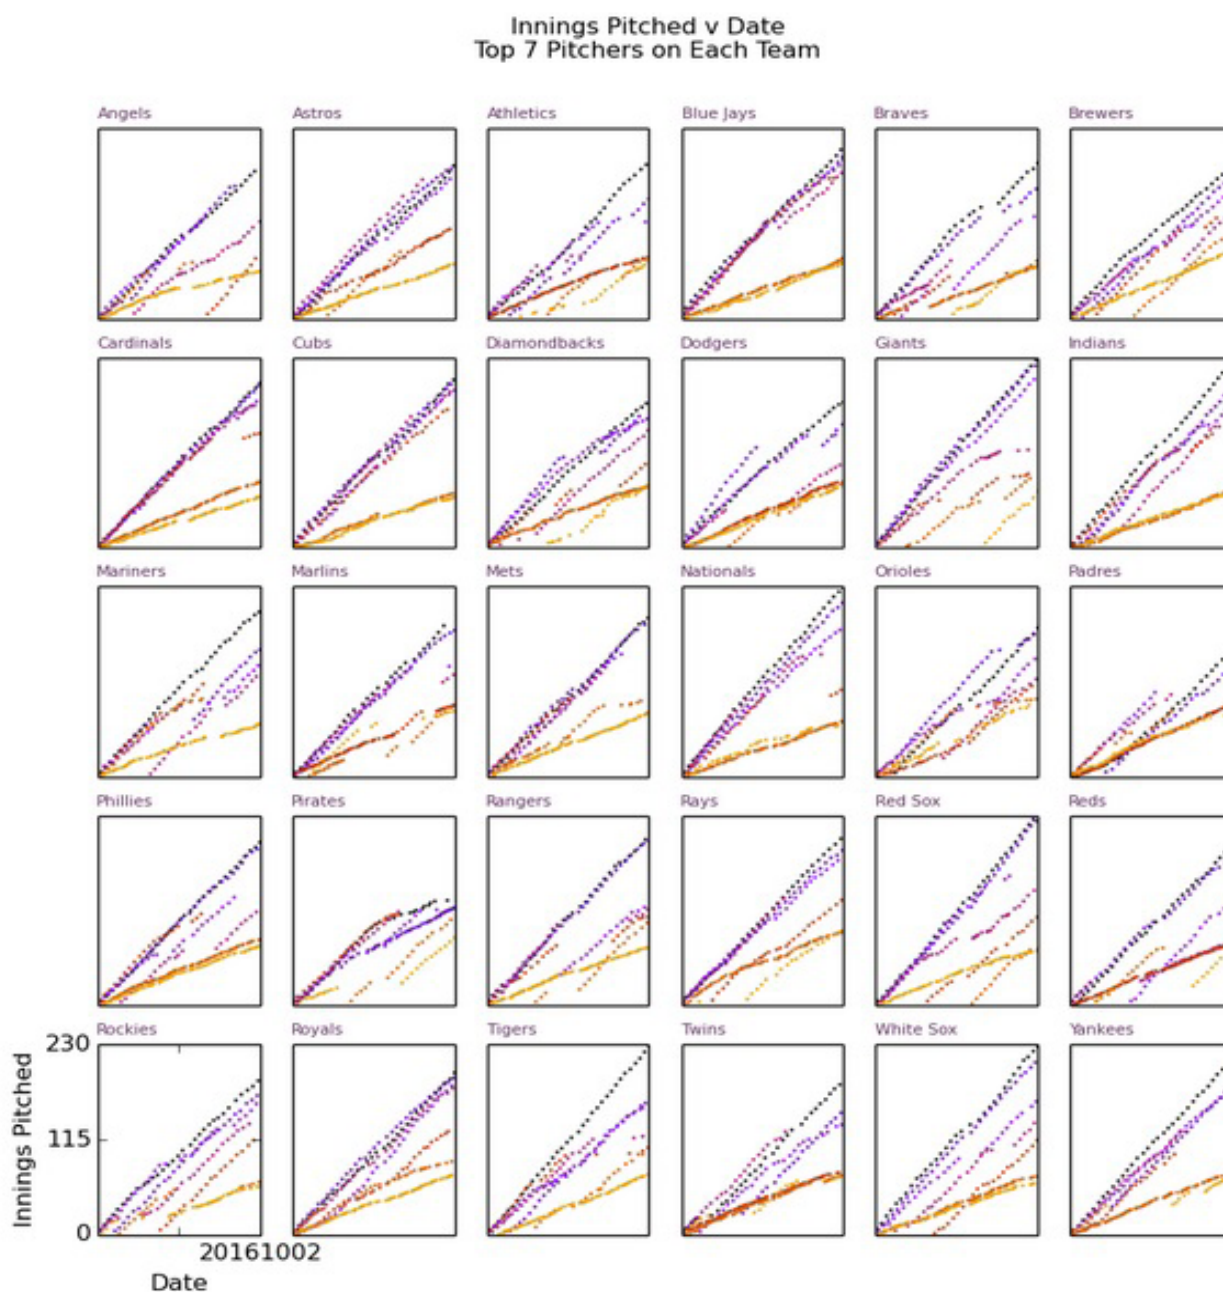 Innings Pitched v Date
Top 7 Pitchers on Each Team
Angels Astros Athletics Blue Jays Braves Brewers
Cardinals Cubs Diamondbacks Dodgers Giants Indians
Mariners Marlins Mets Nationals Orioles Padres
Phillies Pirates Rangers Rays Red Sox Reds
Rockies Royals Tigers Twins White Sox Yankees
230
115
0
Innings Pitched
20161002
Date